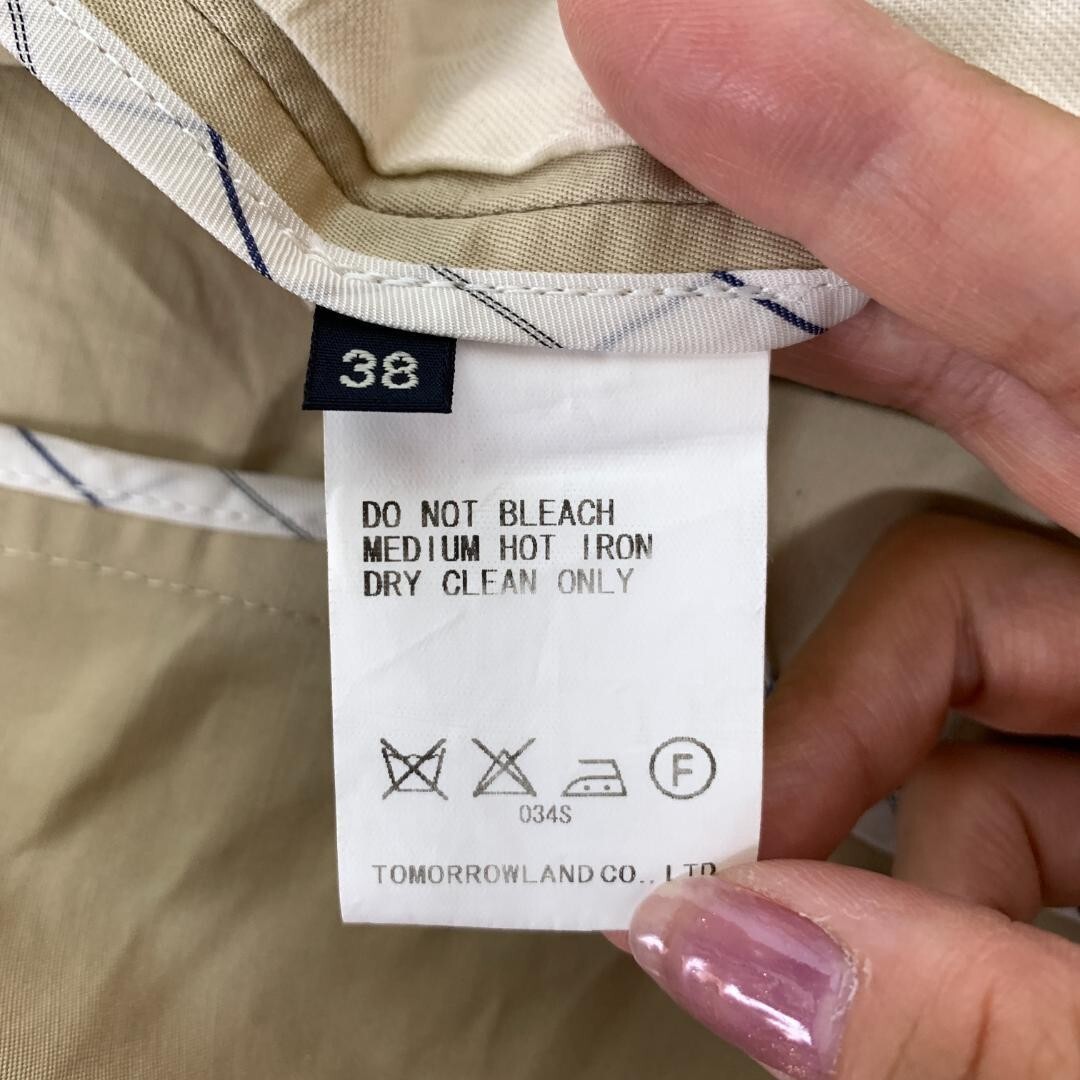 38
DO NOT BLEACH
MEDIUM HOT IRON
DRY CLEAN ONLY
F
034S
TOMORROWLAND CO., LTD